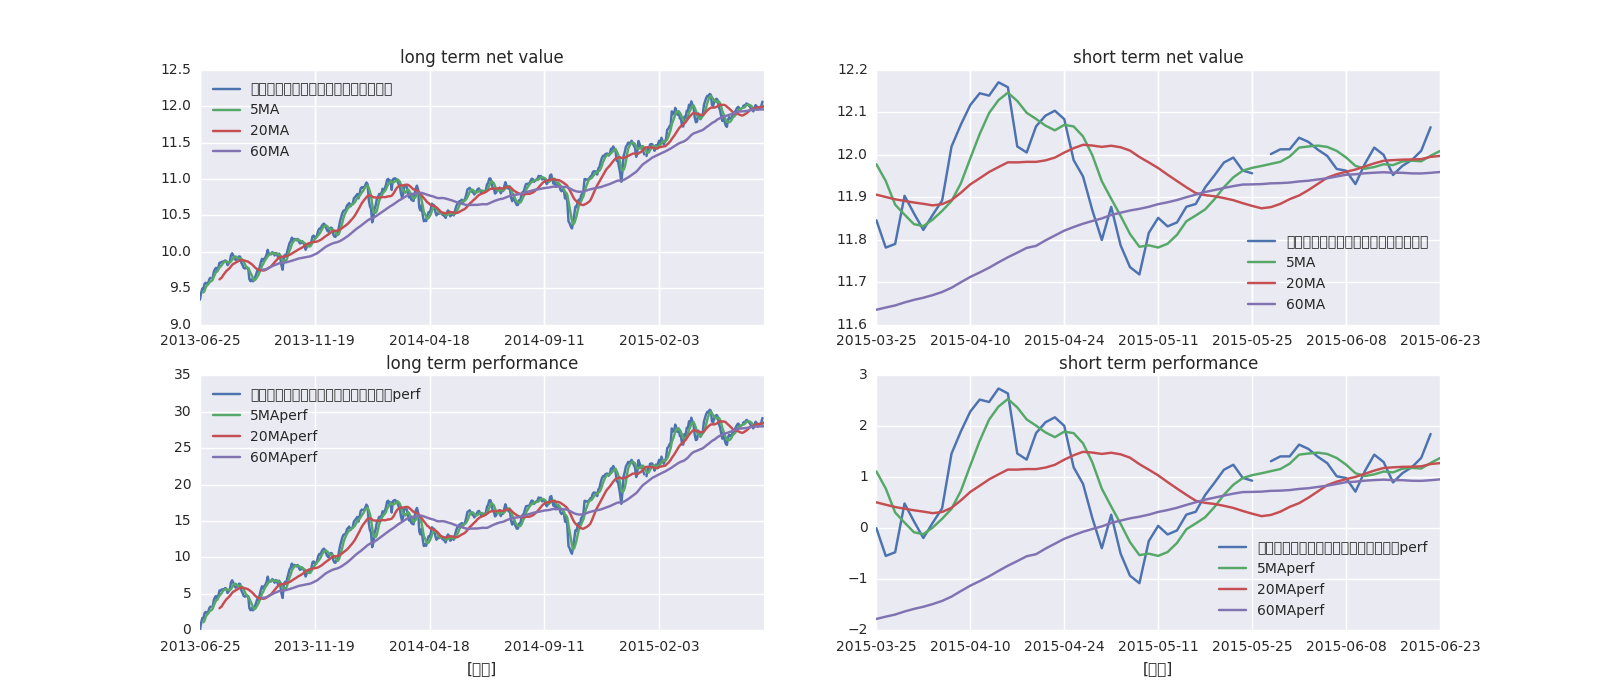 long term net value
12.5
12.0
11.5
11.0
10.5
10.0
9.5
9.0
5MA
20MA
60MA
2013-06-25 2013-11-19 2014-04-18 2014-09-11 2015-02-03
short term net value
12.2
12.1
12.0
11.9
11.8
11.7
11.6
5MA
20MA
60MA
2015-03-25 2015-04-10 2015-04-24 2015-05-11 2015-05-25 2015-06-08 2015-06-23
long term performance
35
30
25
20
15
10
5
0
perf
5MAperf
20MAperf
60MAperf
2013-06-25 2013-11-19 2014-04-18 2014-09-11 2015-02-03
[]
short term performance
3
2
1
0
−1
−2
perf
5MAperf
20MAperf
60MAperf
2015-03-25 2015-04-10 2015-04-24 2015-05-11 2015-05-25 2015-06-08 2015-06-23
[]